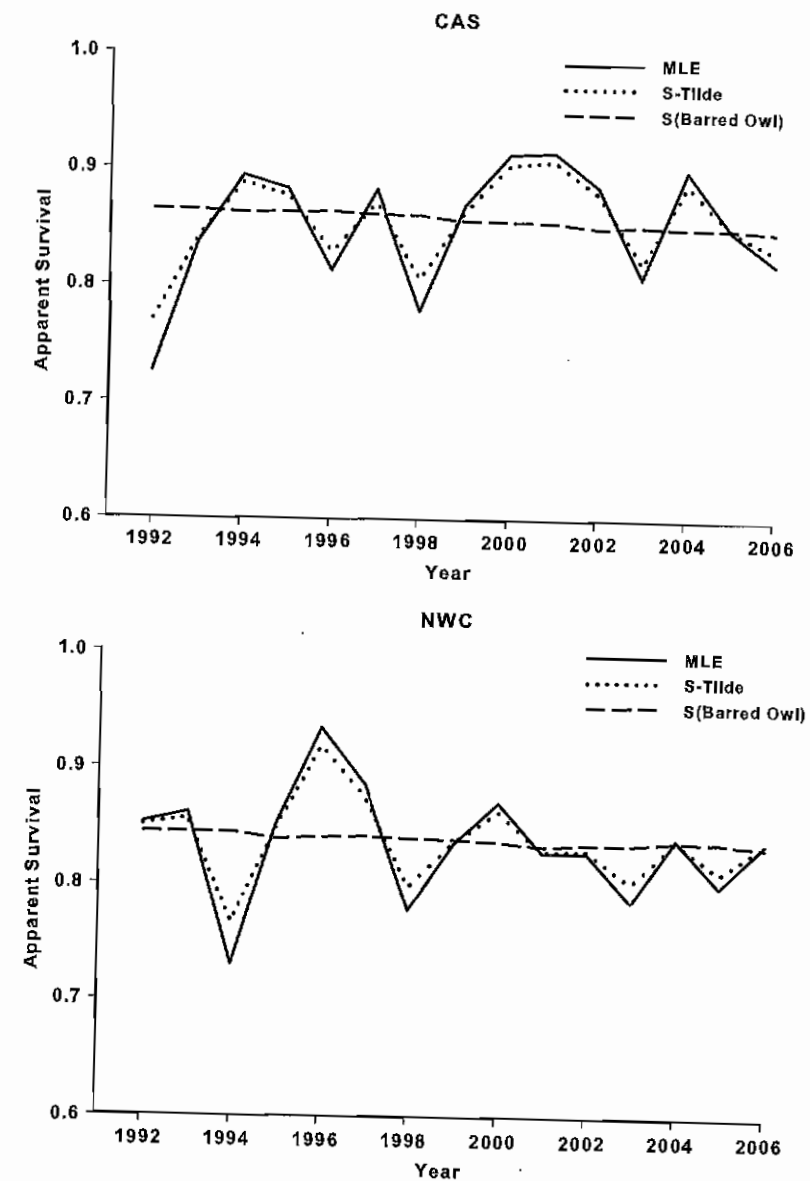 CAS
1.0
MLE
S-Tilde
S(Barred Owl)
0.9
0.8
0.7
0.6
Apparent Survival
1992 1994 1996 1998 2000 2002 2004 2006
Year
NWC
1.0
MLE
S-Tilde
S(Barred Owl)
0.9
0.8
0.7
0.6
Apparent Survival
1992 1994 1996 1998 2000 2002 2004 2006
Year